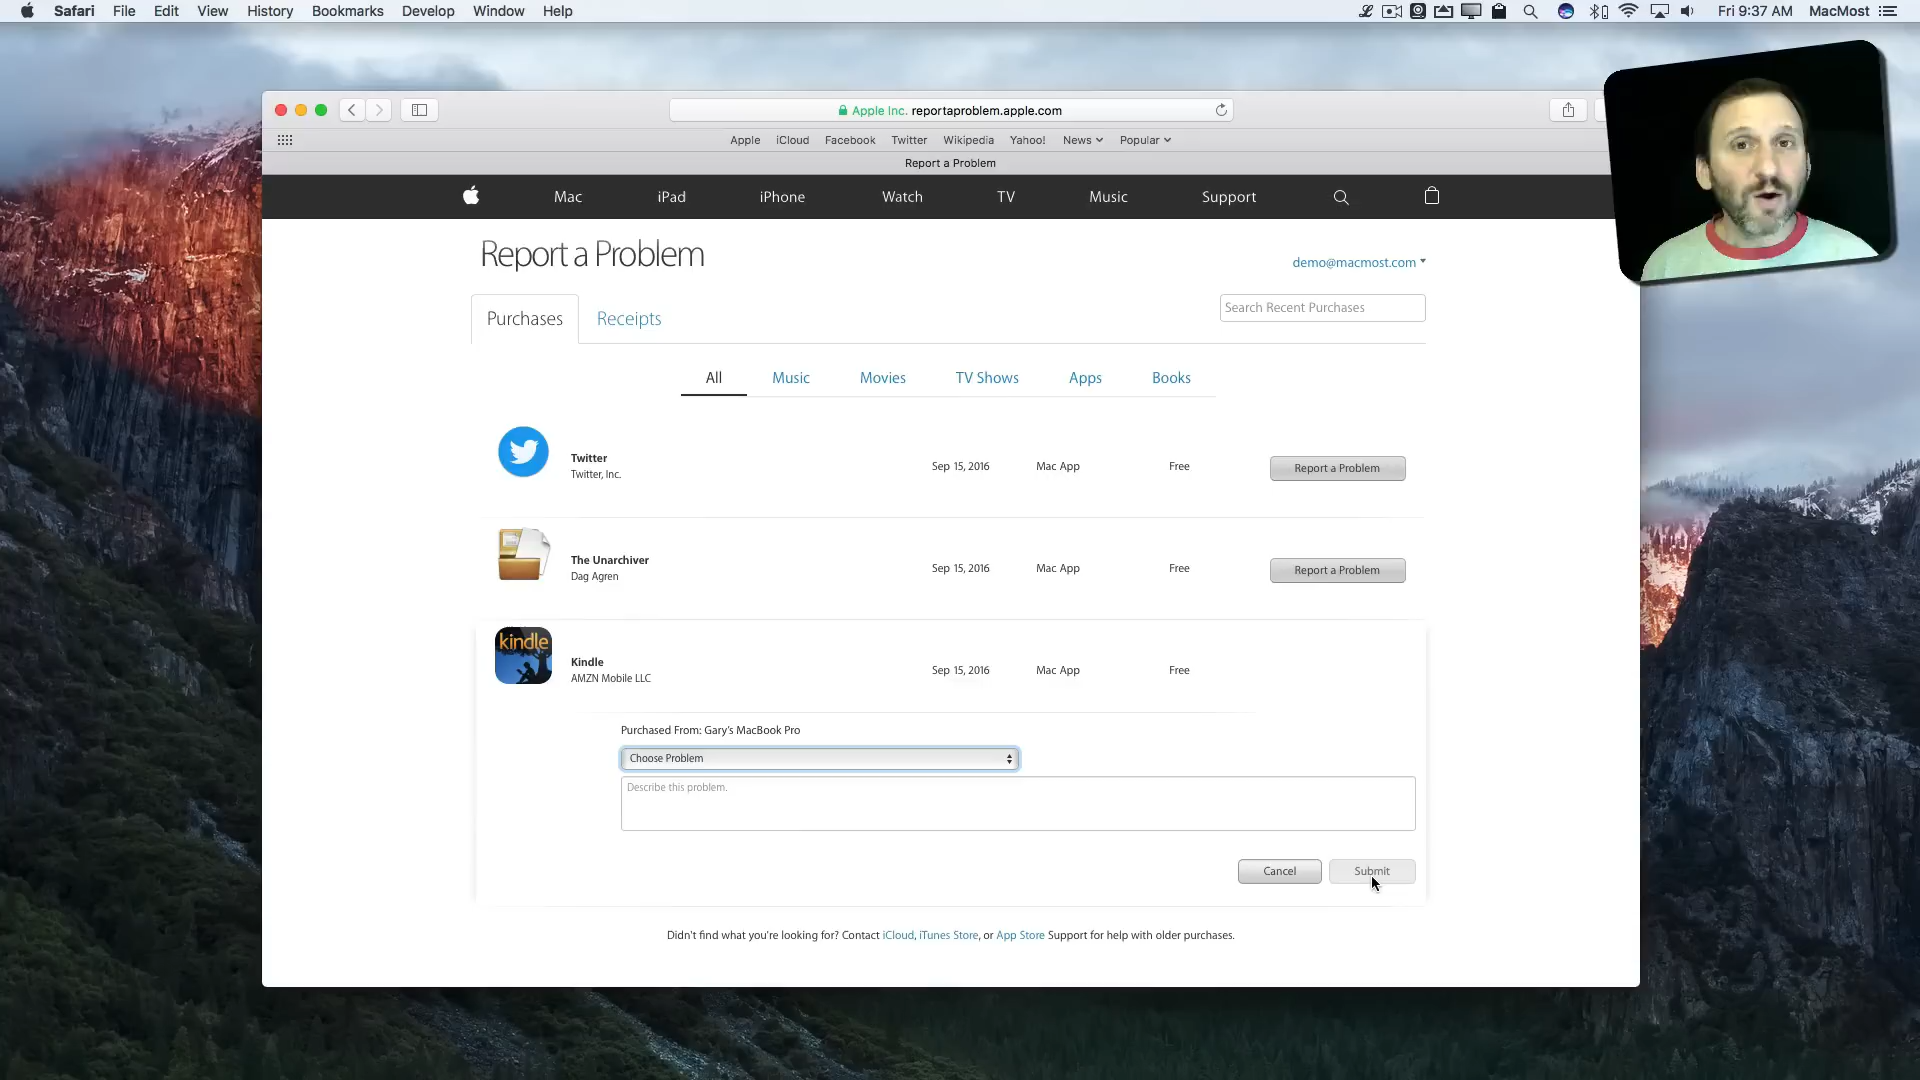 Safari File Edit View History Bookmarks Develop Window Help Fri 9:37 AM MacMost
Apple Inc. reportaproblem.apple.com
Apple iCloud Facebook Twitter Wikipedia Yahoo! News Popular
Report a Problem
Mac iPad iPhone Watch TV Music Support
Report a Problem
demo@macmost.com
Purchases Receipts
Search Recent Purchases
All Music Movies TV Shows Apps Books
Twitter
Twitter, Inc.
Sep 15, 2016 Mac App Free Report a Problem
The Unarchiver
Dag Agren
Sep 15, 2016 Mac App Free Report a Problem
kindle
Kindle
AMZN Mobile LLC
Sep 15, 2016 Mac App Free
Purchased From: Gary's MacBook Pro
Choose Problem
Describe this problem.
Cancel Submit
Didn't find what you're looking for? Contact iCloud, iTunes Store, or App Store Support for help with older purchases.